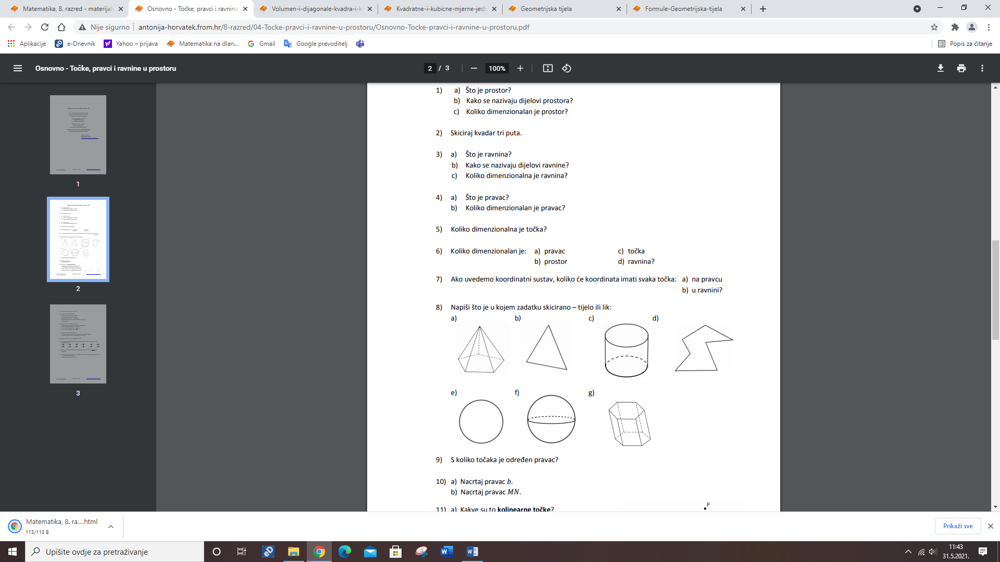 Matematika, 8. razred - materijali
Osnovno - Točke, pravci i ravnine
Volumen-i-dijagonale-kvadra-i-k
Kvadratne-i-kubicne-mjerne-jedi
Geometrijska tijela
Formule-Geometrijska-tijela
Nije sigurno | antonija-horvatek.from.hr/8-razred/04-Tocke-pravci-i-ravnine-u-prostoru/Osnovno-Tocke-pravci-i-ravnine-u-prostoru.pdf
Aplikacije e-Dnevnik Yahoo – prijava Matematika na dlan... Gmail Google prevoditelj Popis za čitanje
Osnovno - Točke, pravci i ravnine u prostoru 2 / 3 100%
1
2
3
1) a) Što je prostor?
b) Kako se nazivaju dijelovi prostora?
c) Koliko dimenzionalan je prostor?
2) Skiciraj kvadar tri puta.
3) a) Što je ravnina?
b) Kako se nazivaju dijelovi ravnine?
c) Koliko dimenzionalna je ravnina?
4) a) Što je pravac?
b) Koliko dimenzionalan je pravac?
5) Koliko dimenzionalna je točka?
6) Koliko dimenzionalan je: a) pravac c) točka
b) prostor d) ravnina?
7) Ako uvedemo koordinatni sustav, koliko će koordinata imati svaka točka: a) na pravcu
b) u ravnini?
8) Napiši što je u kojem zadatku skicirano – tijelo ili lik:
a) b) c) d)
e) f) g)
9) S koliko točaka je određen pravac?
10) a) Nacrtaj pravac b.
b) Nacrtaj pravac MN.
11) a) Kakve su to kolinearne točke?
F
Matematika, 8. ra....html
113/113 B
Prikaži sve
Upišite ovdje za pretraživanje
11:43
31.5.2021.